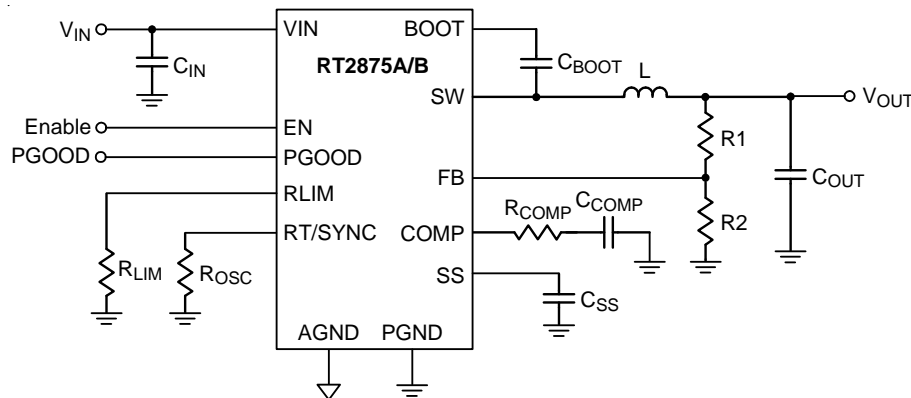 VIN VIN BOOT
CIN RT2875A/B CBOOT L
SW VOUT
Enable EN R1
PGOOD PGOOD
RLIM FB COUT
RCOMP CCOMP
RT/SYNC COMP R2
RLIM ROSC SS
CSS
AGND PGND